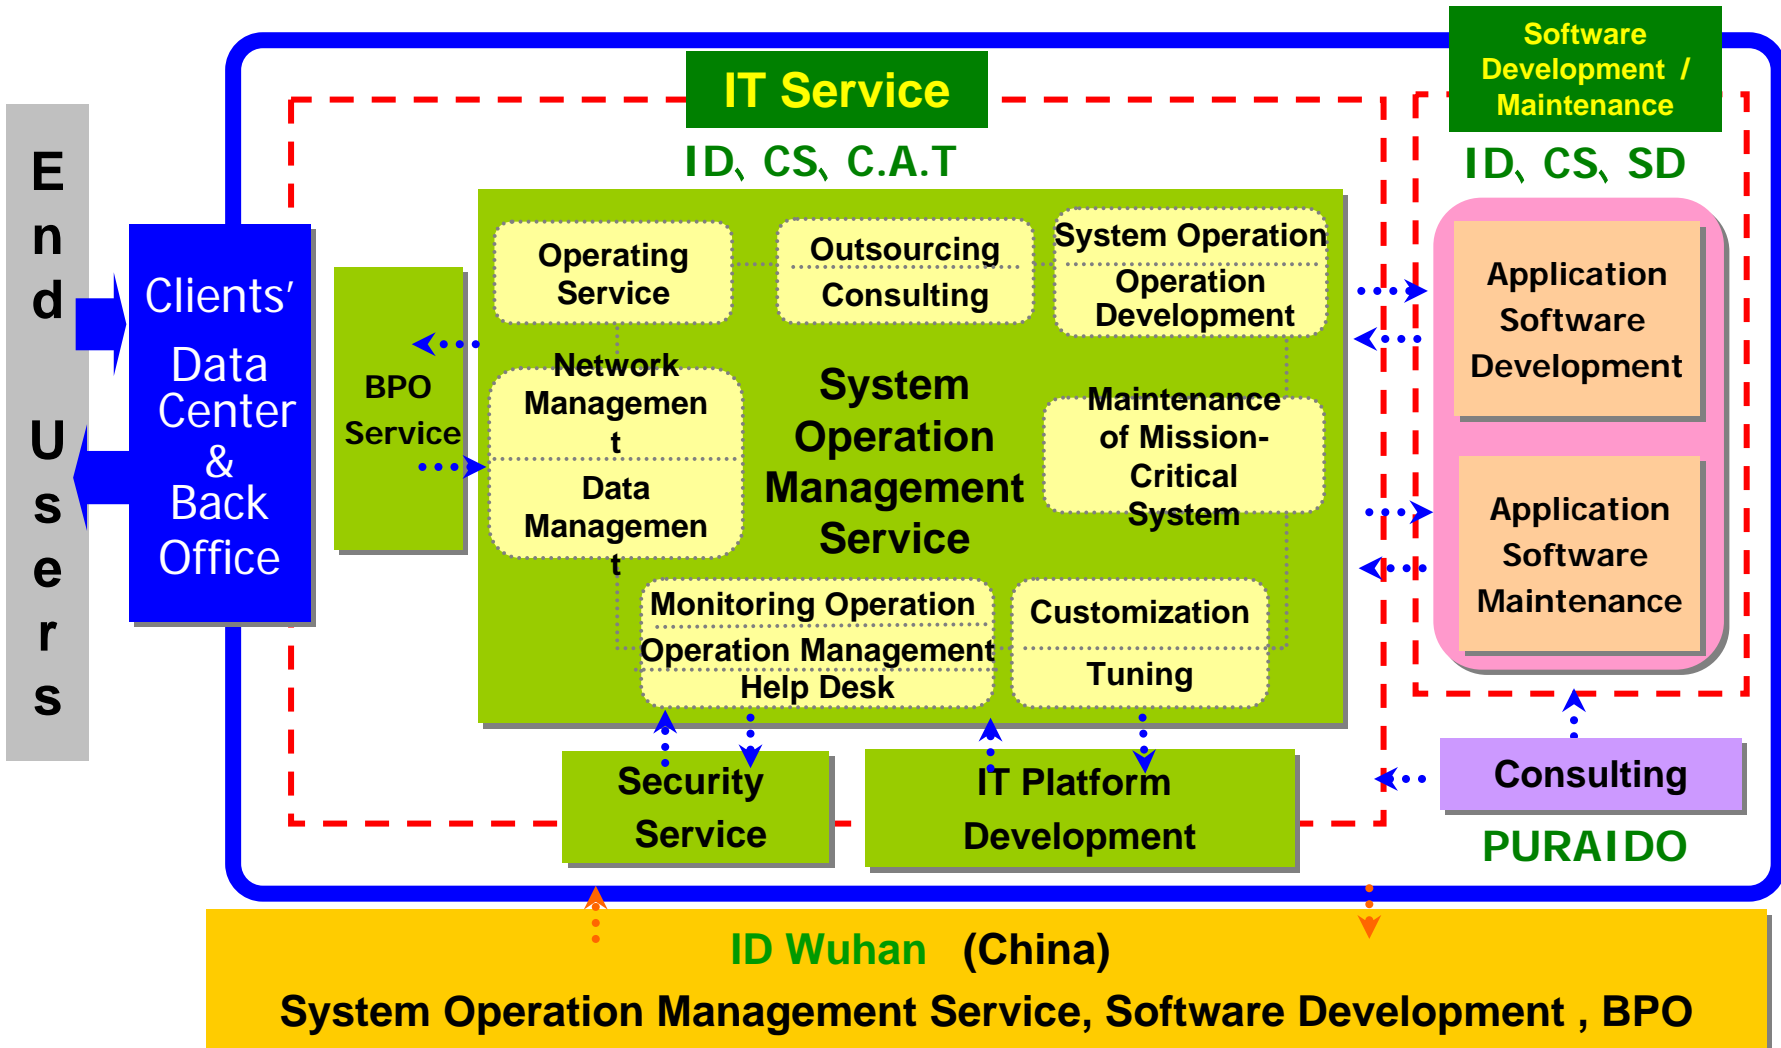 Software
Development /
Maintenance
IT Service
ID、CS、C.A.T
ID、CS、SD
End Users
Clients'
Data
Center
&
Back
Office
BPO
Service
Operating
Service
Outsourcing
Consulting
System Operation
Operation
Development
Network
Managemen
t
Data
Managemen
t
System
Operation
Management
Service
Maintenance
of Mission-
Critical
System
Monitoring Operation
Operation Management
Help Desk
Customization
Tuning
Application
Software
Development
Application
Software
Maintenance
Security
Service
IT Platform
Development
Consulting
PURAIDO
ID Wuhan (China)
System Operation Management Service, Software Development , BPO